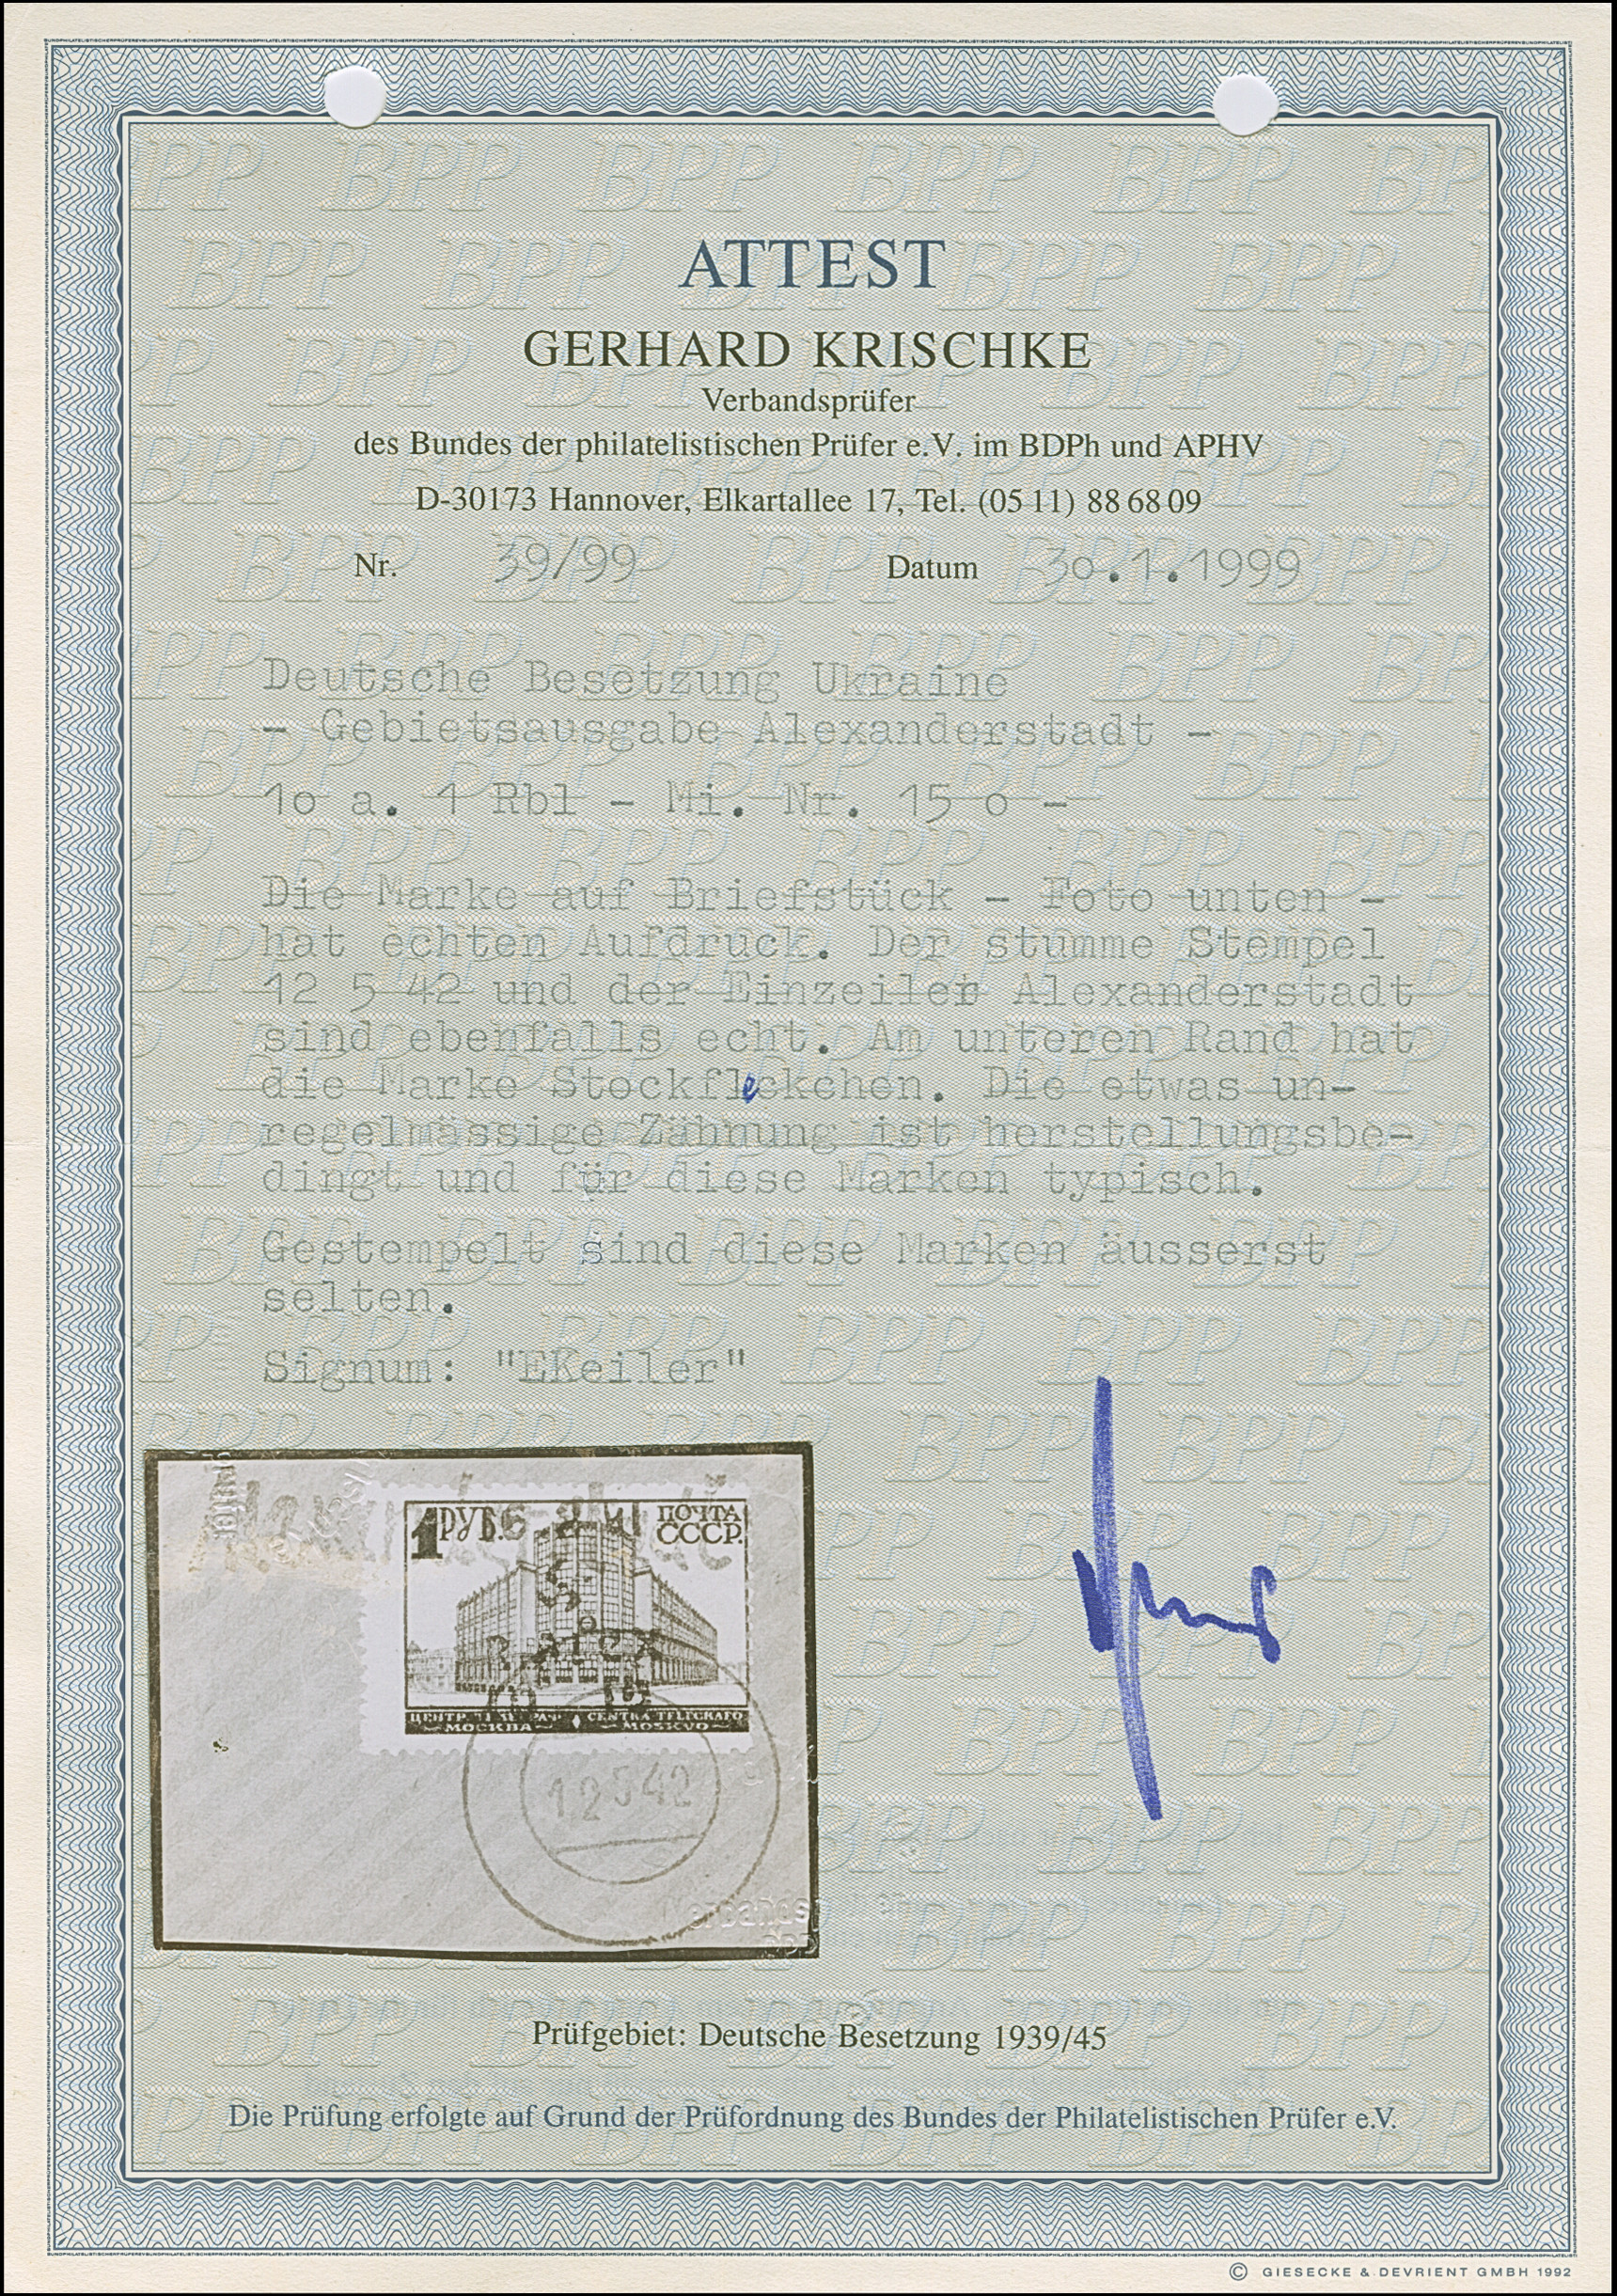 ATTEST
GERHARD KRISCHKE
Verbandsprüfer
des Bundes der philatelistischen Prüfer e.V. im BDPh und APHV
D-30173 Hannover, Elkartallee 17, Tel. (05 11) 88 68 09
Nr. 39/99 Datum 30.1.1999
Deutsche Besetzung Ukraine
- Gebietsausgabe Alexanderstadt -
1o a. 1 Rbl - Mi. Nr. 15 o -
Die Marke auf Briefstück - Foto unten -
hat echten Aufdruck. Der stumme Stempel
12 5 42 und der Einzeiler Alexanderstadt
sind ebenfalls echt. Am unteren Rand hat
die Marke Stockfleckchen. Die etwas un-
regelmässige Zähnung ist herstellungsbe-
dingt und für diese Marken typisch.
Gestempelt sind diese Marken äusserst
selten.
Signum: "EKeiler"
1 РУБ. ПОЧТА
СССР.
CENTRA TELEGRAFO
МОСКВА MOSKVO
12 5 42
Prüfgebiet: Deutsche Besetzung 1939/45
Die Prüfung erfolgte auf Grund der Prüfordnung des Bundes der Philatelistischen Prüfer e.V.
© GIESECKE & DEVRIENT GMBH 1992